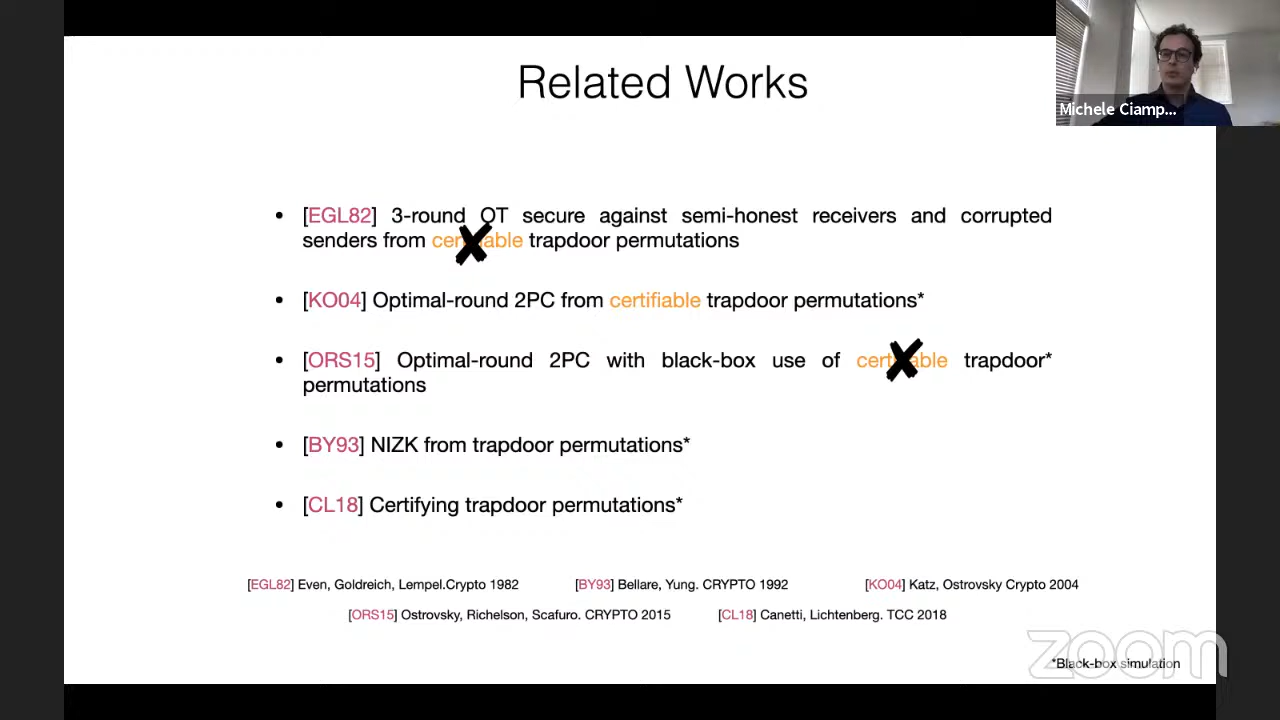 Related Works
Michele Ciamp...
• [EGL82] 3-round OT secure against semi-honest receivers and corrupted
senders from certifiable trapdoor permutations
• [KO04] Optimal-round 2PC from certifiable trapdoor permutations*
• [ORS15] Optimal-round 2PC with black-box use of certifiable trapdoor*
permutations
• [BY93] NIZK from trapdoor permutations*
• [CL18] Certifying trapdoor permutations*
[EGL82] Even, Goldreich, Lempel.Crypto 1982 [BY93] Bellare, Yung. CRYPTO 1992 [KO04] Katz, Ostrovsky Crypto 2004
[ORS15] Ostrovsky, Richelson, Scafuro. CRYPTO 2015 [CL18] Canetti, Lichtenberg. TCC 2018
zoom
*Black-box simulation